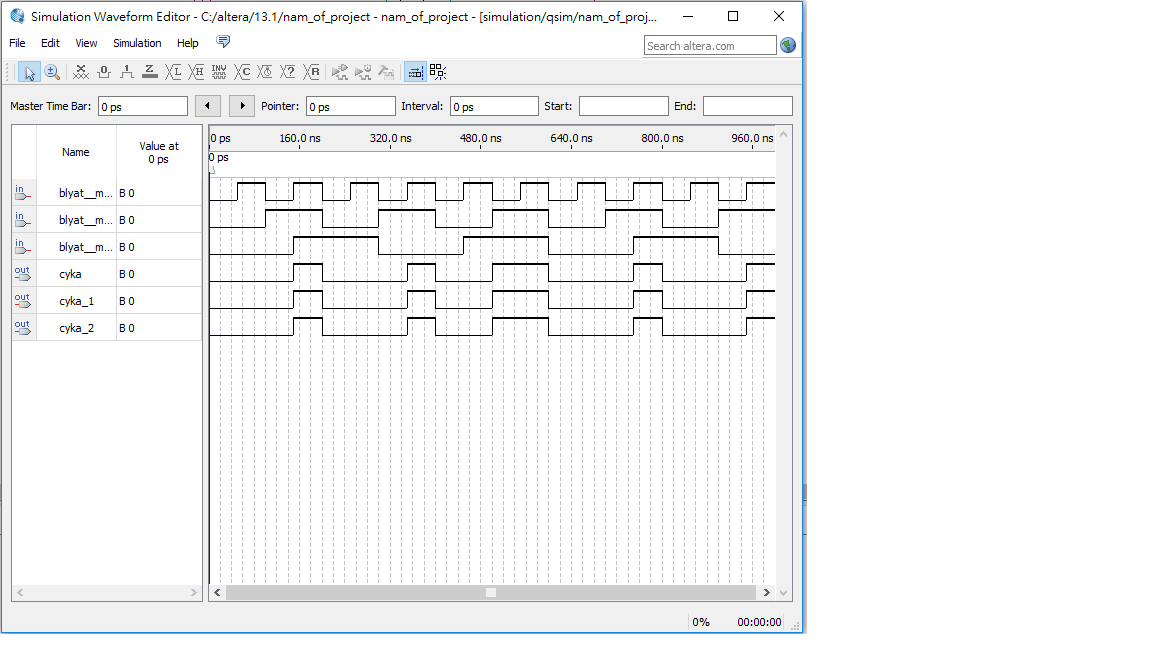 Simulation Waveform Editor - C:/altera/13.1/nam_of_project - nam_of_project - [simulation/qsim/nam_of_proj...
File Edit View Simulation Help
Search altera.com
Master Time Bar: 0 ps Pointer: 0 ps Interval: 0 ps Start: End:
Name Value at 0 ps
0 ps 160.0 ns 320.0 ns 480.0 ns 640.0 ns 800.0 ns 960.0 ns
0 ps
in blyat__m... B 0
in blyat__m... B 0
in blyat__m... B 0
out cyka B 0
out cyka_1 B 0
out cyka_2 B 0
0% 00:00:00